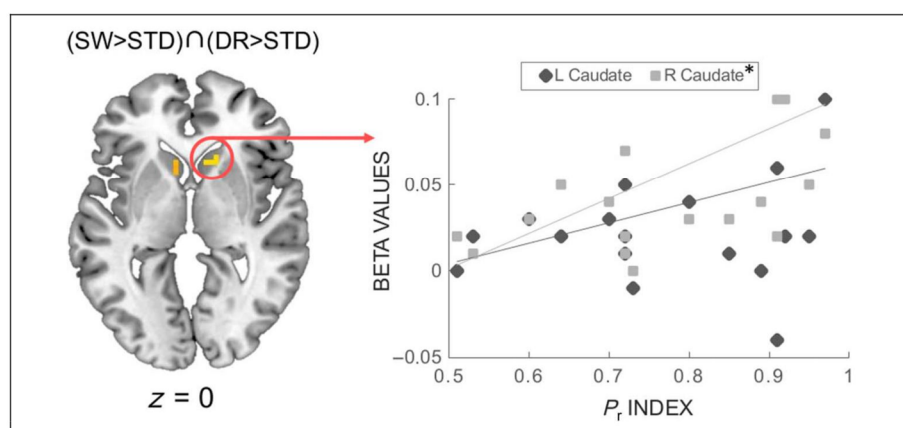 (SW>STD)∩(DR>STD)
z = 0
L Caudate R Caudate*
BETA VALUES
0.1
0.05
0
−0.05
0.5 0.6 0.7 0.8 0.9 1
Pr INDEX